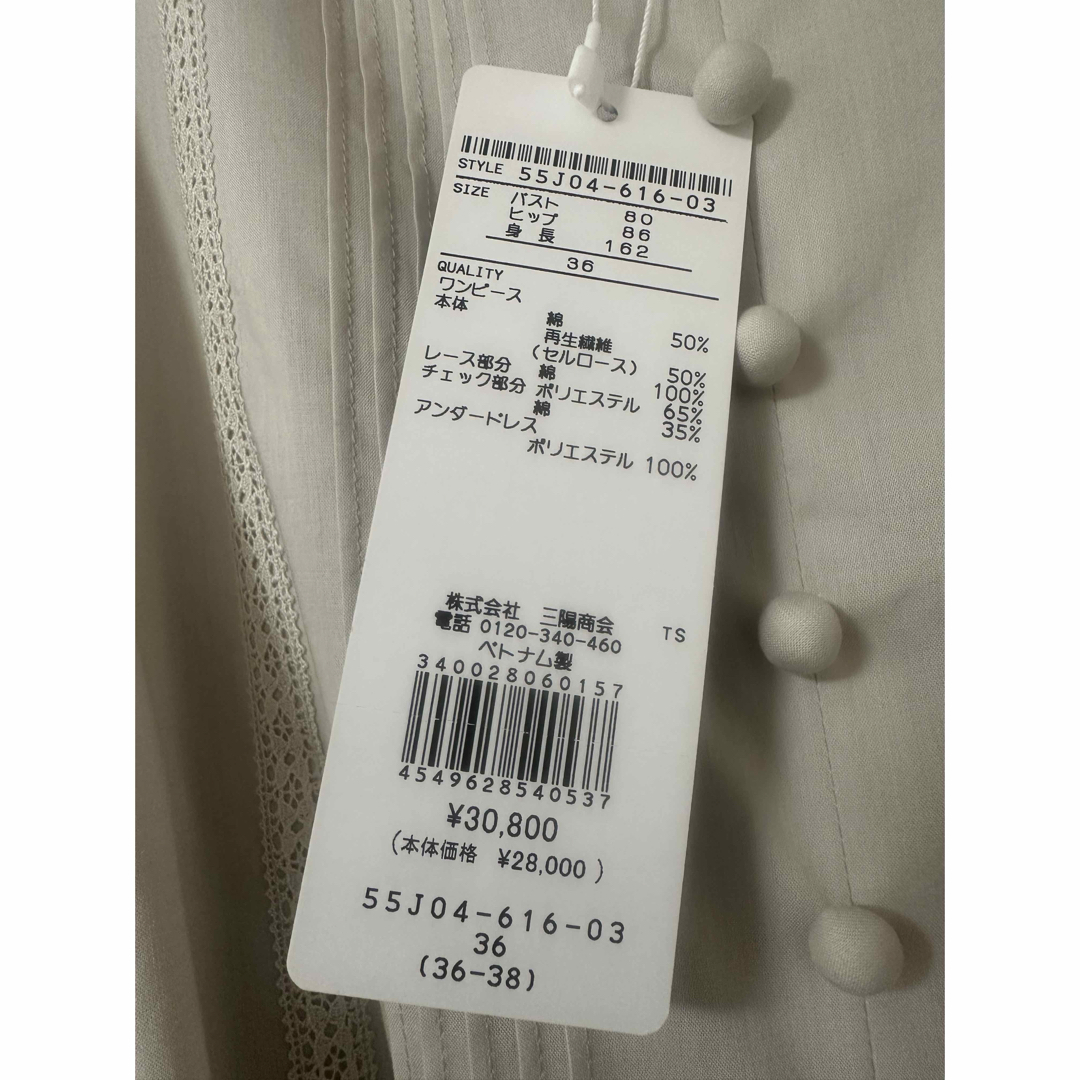 STYLE 55J04-616-03
SIZE バスト 80
ヒップ 86
身長 162
36
QUALITY
ワンピース
本体
綿 50%
再生繊維
(セルロース) 50%
レース部分 綿 100%
チェック部分 ポリエステル 65%
綿 35%
アンダードレス
ポリエステル 100%
株式会社 三陽商会 TS
電話 0120-340-460
ベトナム製
340028060157
4549628540537
¥30,800
(本体価格 ¥28,000)
55J04-616-03
36
(36-38)